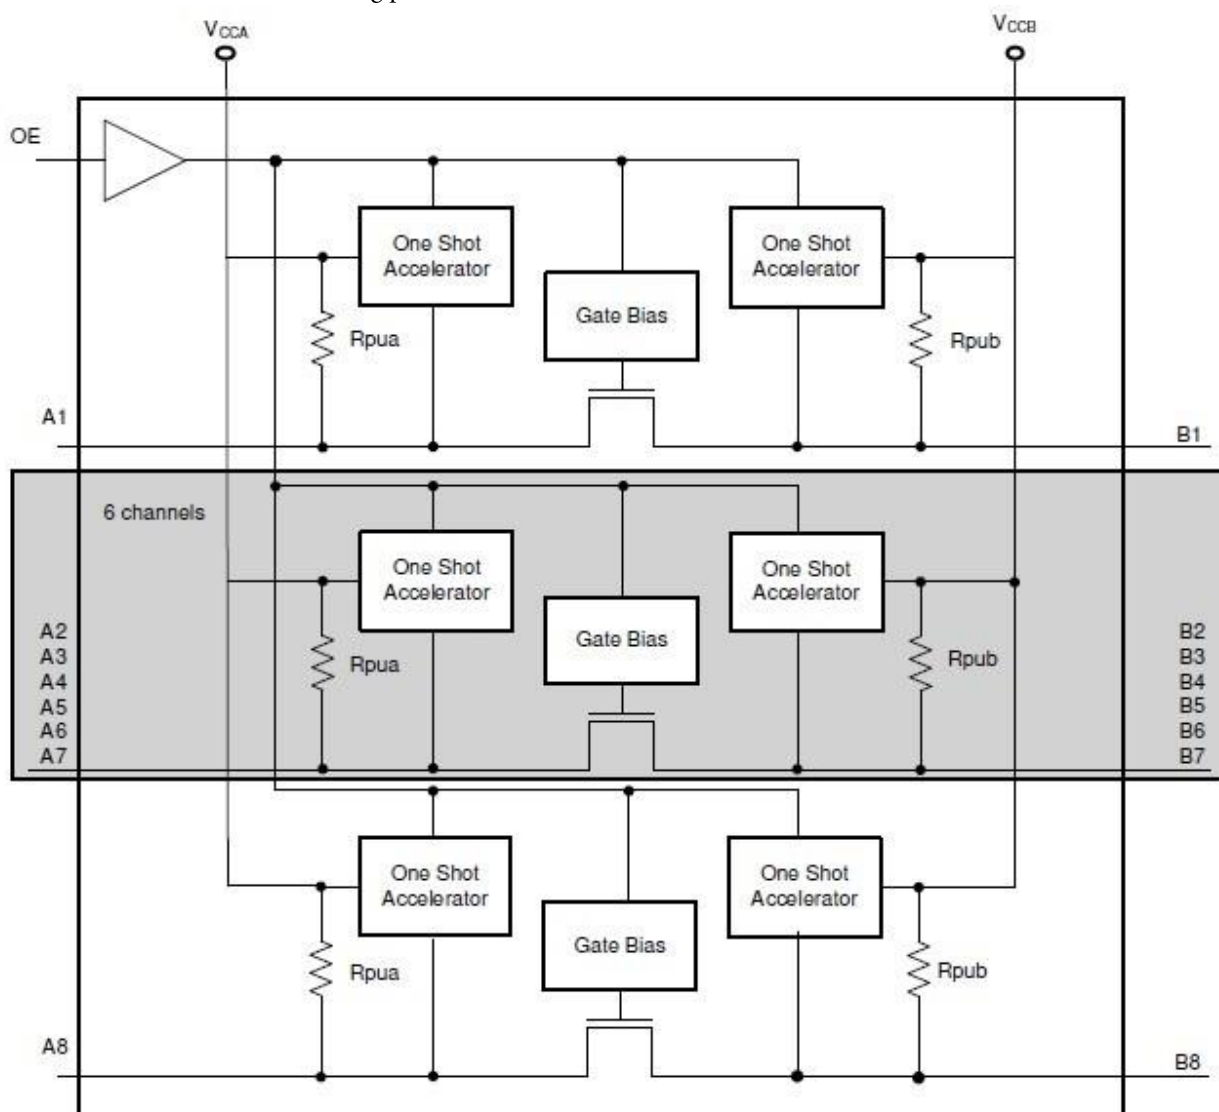 V_CCA
V_CCB
OE
One Shot
Accelerator
One Shot
Accelerator
Gate Bias
Rpua
Rpub
A1
B1
6 channels
One Shot
Accelerator
One Shot
Accelerator
Gate Bias
Rpua
Rpub
A2
A3
A4
A5
A6
A7
B2
B3
B4
B5
B6
B7
One Shot
Accelerator
One Shot
Accelerator
Gate Bias
Rpua
Rpub
A8
B8